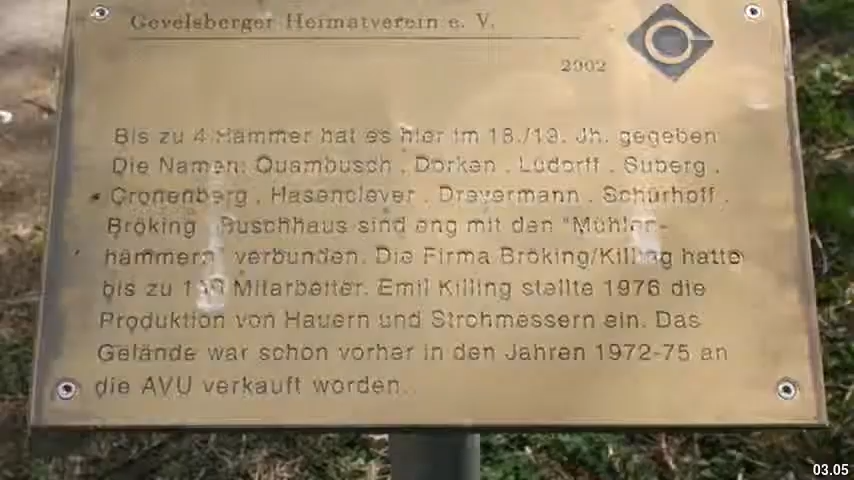 Gevelsberger Heimatverein e. V.
2002
Bis zu 4 Hämmer hat es hier im 18./19. Jh. gegeben
Die Namen: Quambusch . Dörken . Ludorff . Suberg .
Cronenberg . Hasenclever . Drevermann . Schürhoff .
Bröking . Buschhaus sind eng mit den "Mühlen-
hämmern" verbunden. Die Firma Bröking/Killing hatte
bis zu Mitarbeiter. Emil Killing stellte 1976 die
Produktion von Hauern und Strohmessern ein. Das
Gelände war schon vorher in den Jahren 1972-75 an
die AVU verkauft worden.
03.05